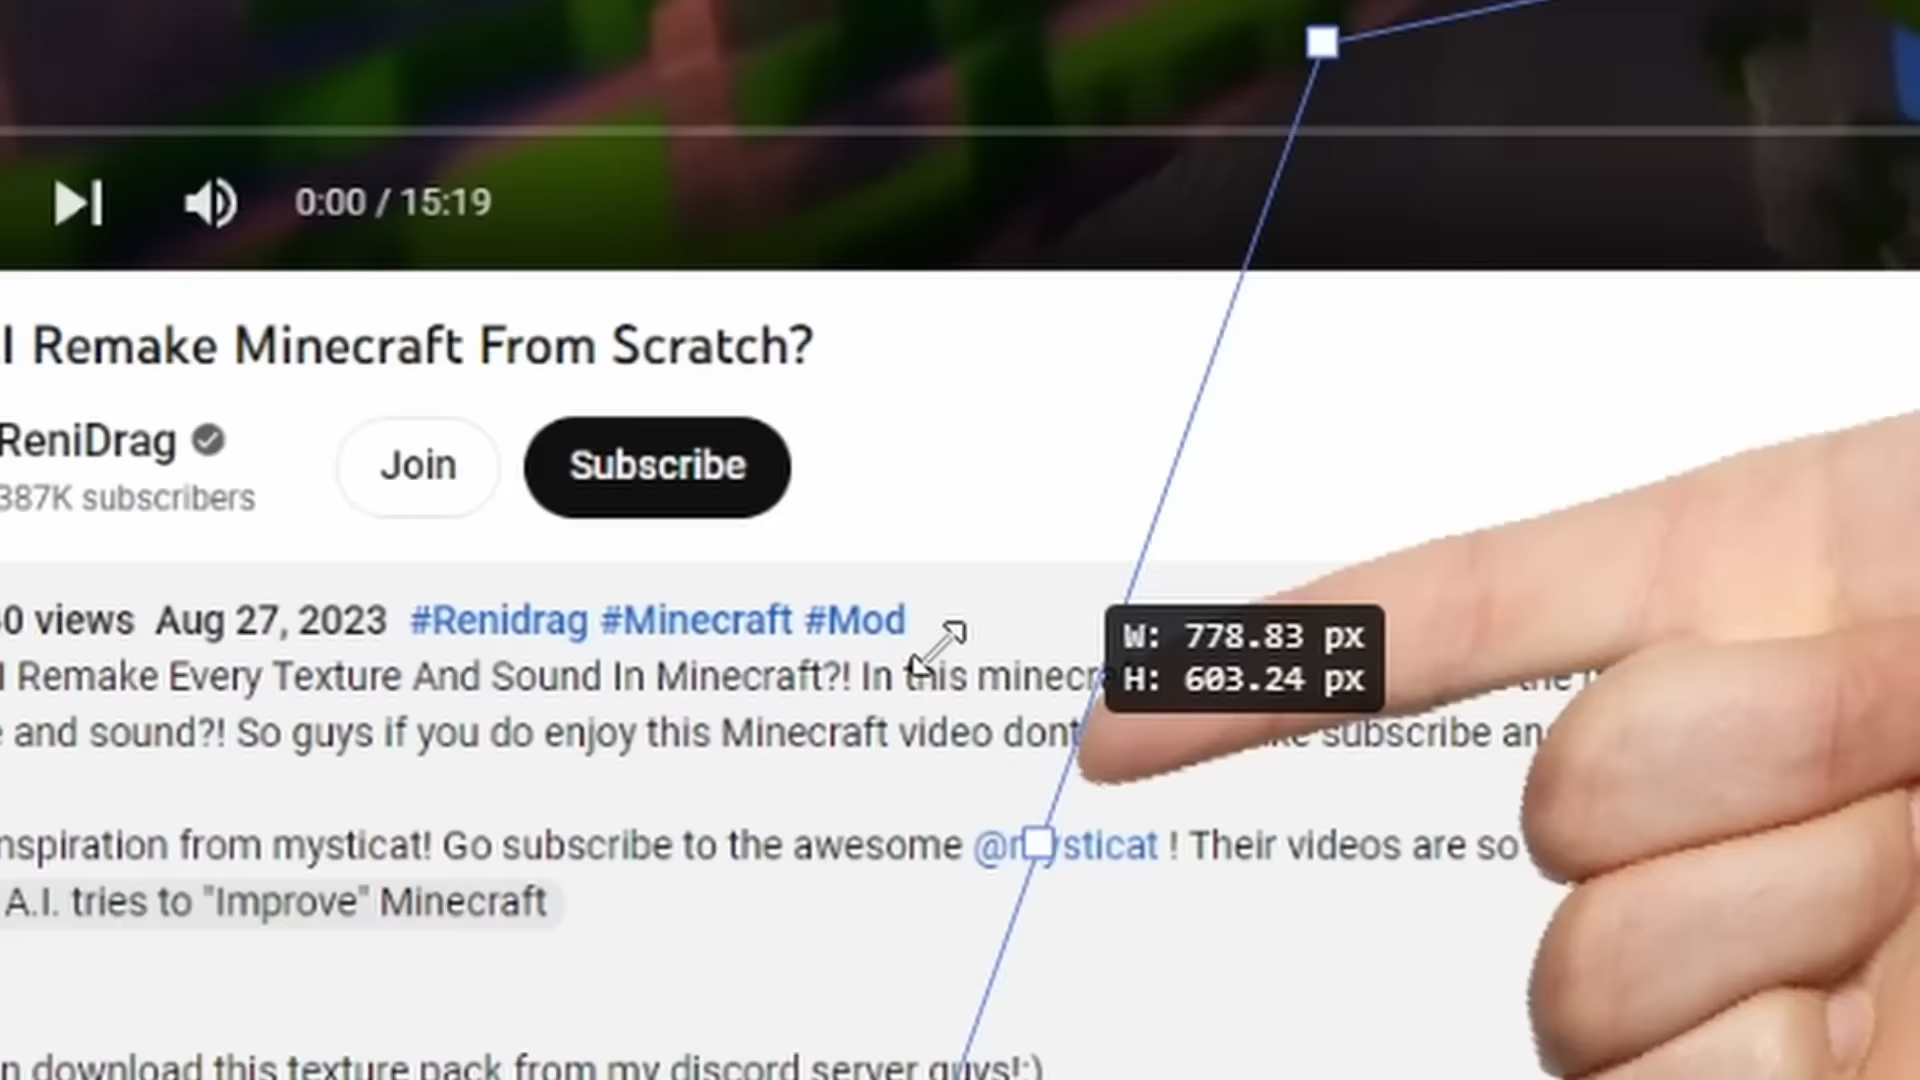 0:00 / 15:19
I Remake Minecraft From Scratch?
ReniDrag
Join
Subscribe
387K subscribers
0 views Aug 27, 2023 #Renidrag #Minecraft #Mod
W: 778.83 px
H: 603.24 px
I Remake Every Texture And Sound In Minecraft?! In this minecra
and sound?! So guys if you do enjoy this Minecraft video dont subscribe an
nspiration from mysticat! Go subscribe to the awesome @mysticat ! Their videos are so
A.I. tries to "Improve" Minecraft
n download this texture pack from my discord server guys!:)